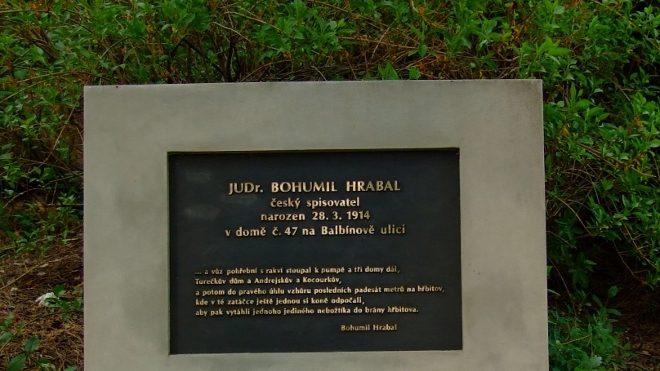 JUDr. BOHUMIL HRABAL
český spisovatel
narozen 28. 3. 1914
v domě č. 47 na Balbínově ulici
... a vůz pohřební s rakví stoupal k pumpě a tři domy dál,
Turečkův dům a Andrejskův a Kocourkův,
a potom do pravého úhlu vzhůru posledních padesát metrů na hřbitov,
kde v té zatáčce ještě jednou si koně odpočali,
aby pak vytáhli jednoho jediného nebožtíka do brány hřbitova.
Bohumil Hrabal